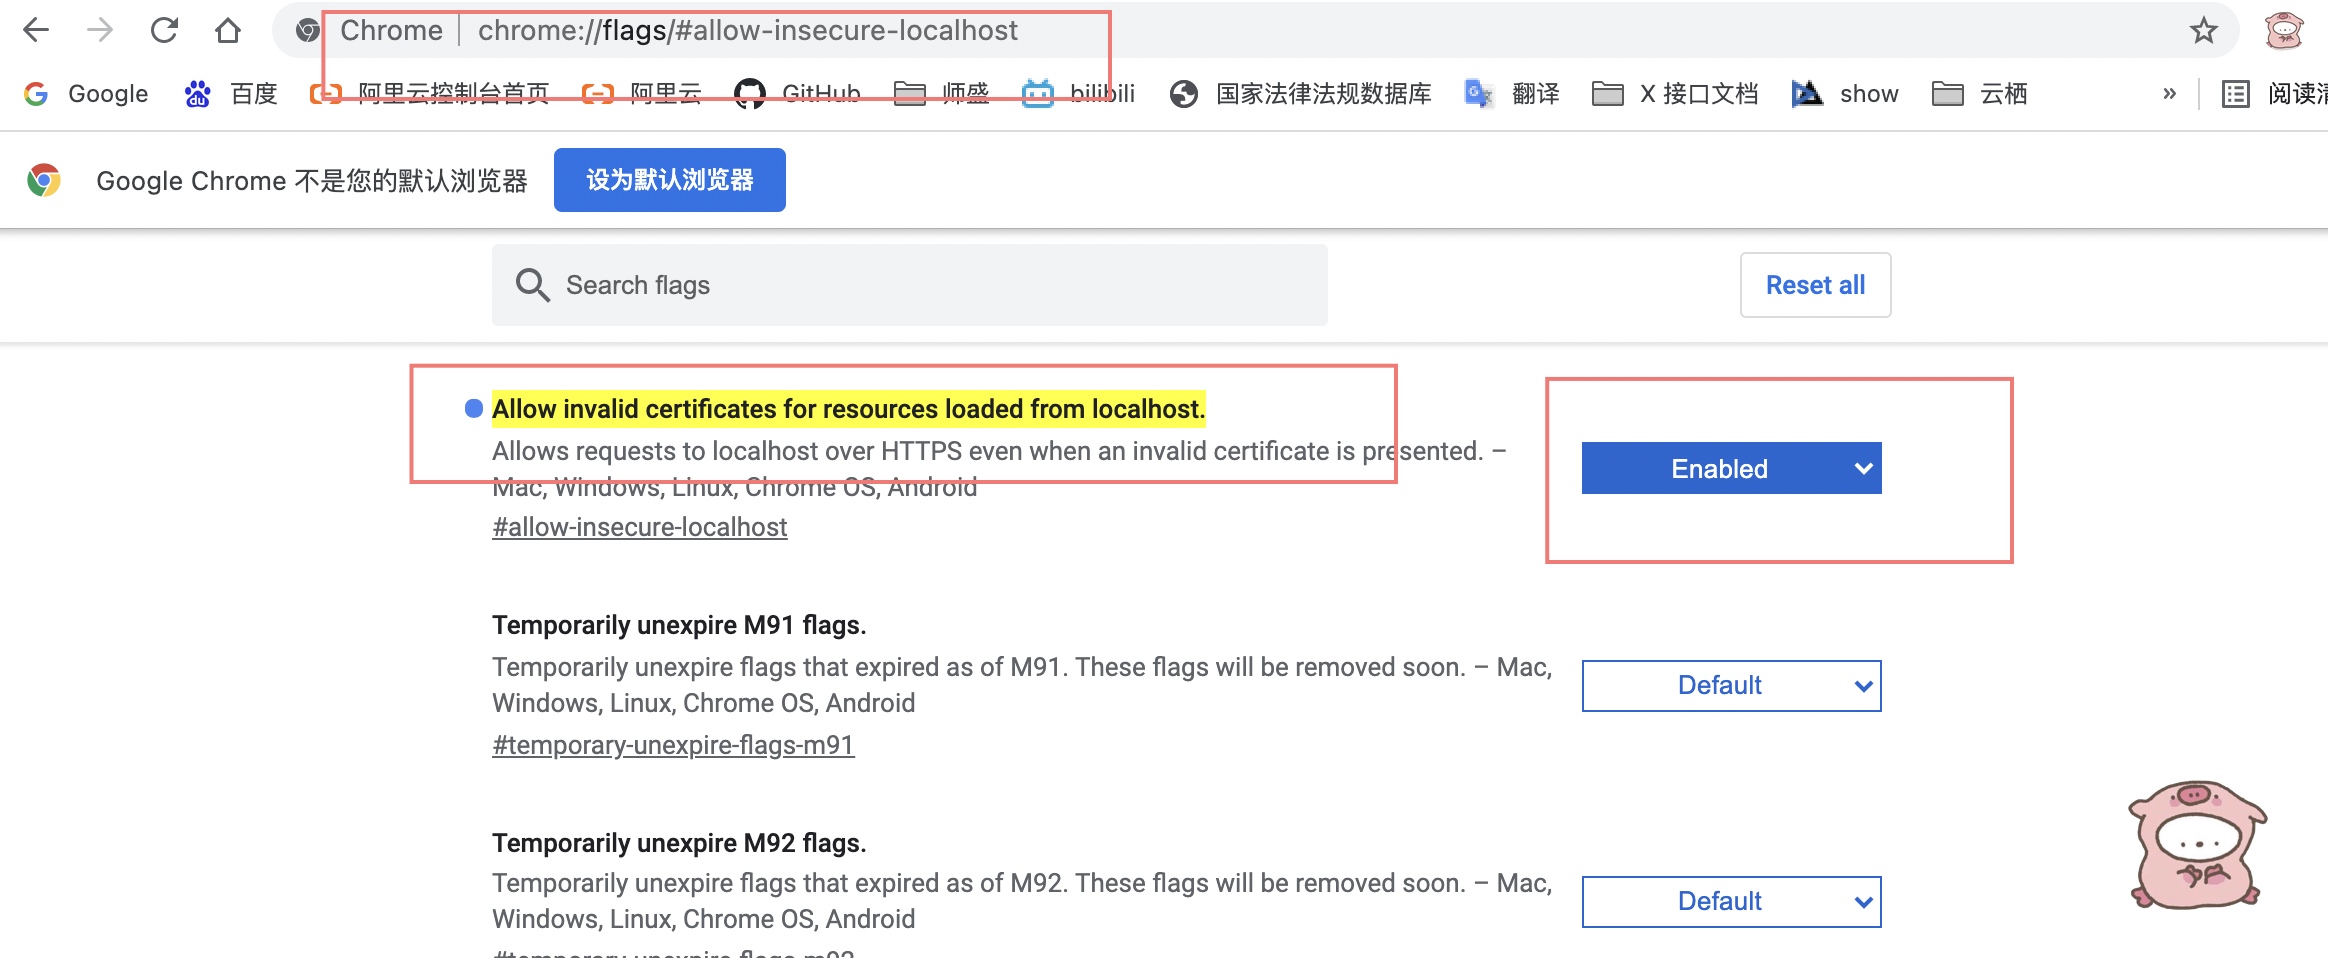 Chrome | chrome://flags/#allow-insecure-localhost
Google 百度 阿里云控制台首页 阿里云 GitHub 师盛 bilibili 国家法律法规数据库 翻译 X 接口文档 show 云栖 » 阅读清
Google Chrome 不是您的默认浏览器 设为默认浏览器
Search flags Reset all
Allow invalid certificates for resources loaded from localhost.
Allows requests to localhost over HTTPS even when an invalid certificate is presented. –
Mac, Windows, Linux, Chrome OS, Android
#allow-insecure-localhost
Enabled
Temporarily unexpire M91 flags.
Temporarily unexpire flags that expired as of M91. These flags will be removed soon. – Mac,
Windows, Linux, Chrome OS, Android
#temporary-unexpire-flags-m91
Default
Temporarily unexpire M92 flags.
Temporarily unexpire flags that expired as of M92. These flags will be removed soon. – Mac,
Windows, Linux, Chrome OS, Android
#temporary-unexpire-flags-m92
Default